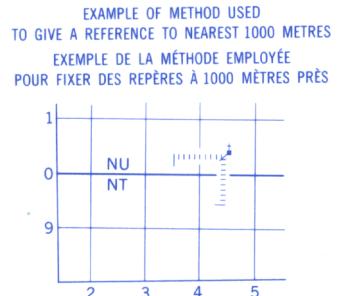 EXAMPLE OF METHOD USED
TO GIVE A REFERENCE TO NEAREST 1000 METRES
EXEMPLE DE LA MÉTHODE EMPLOYÉE
POUR FIXER DES REPÈRES À 1000 MÈTRES PRÈS
1
NU
0
NT
9
2 3 4 5